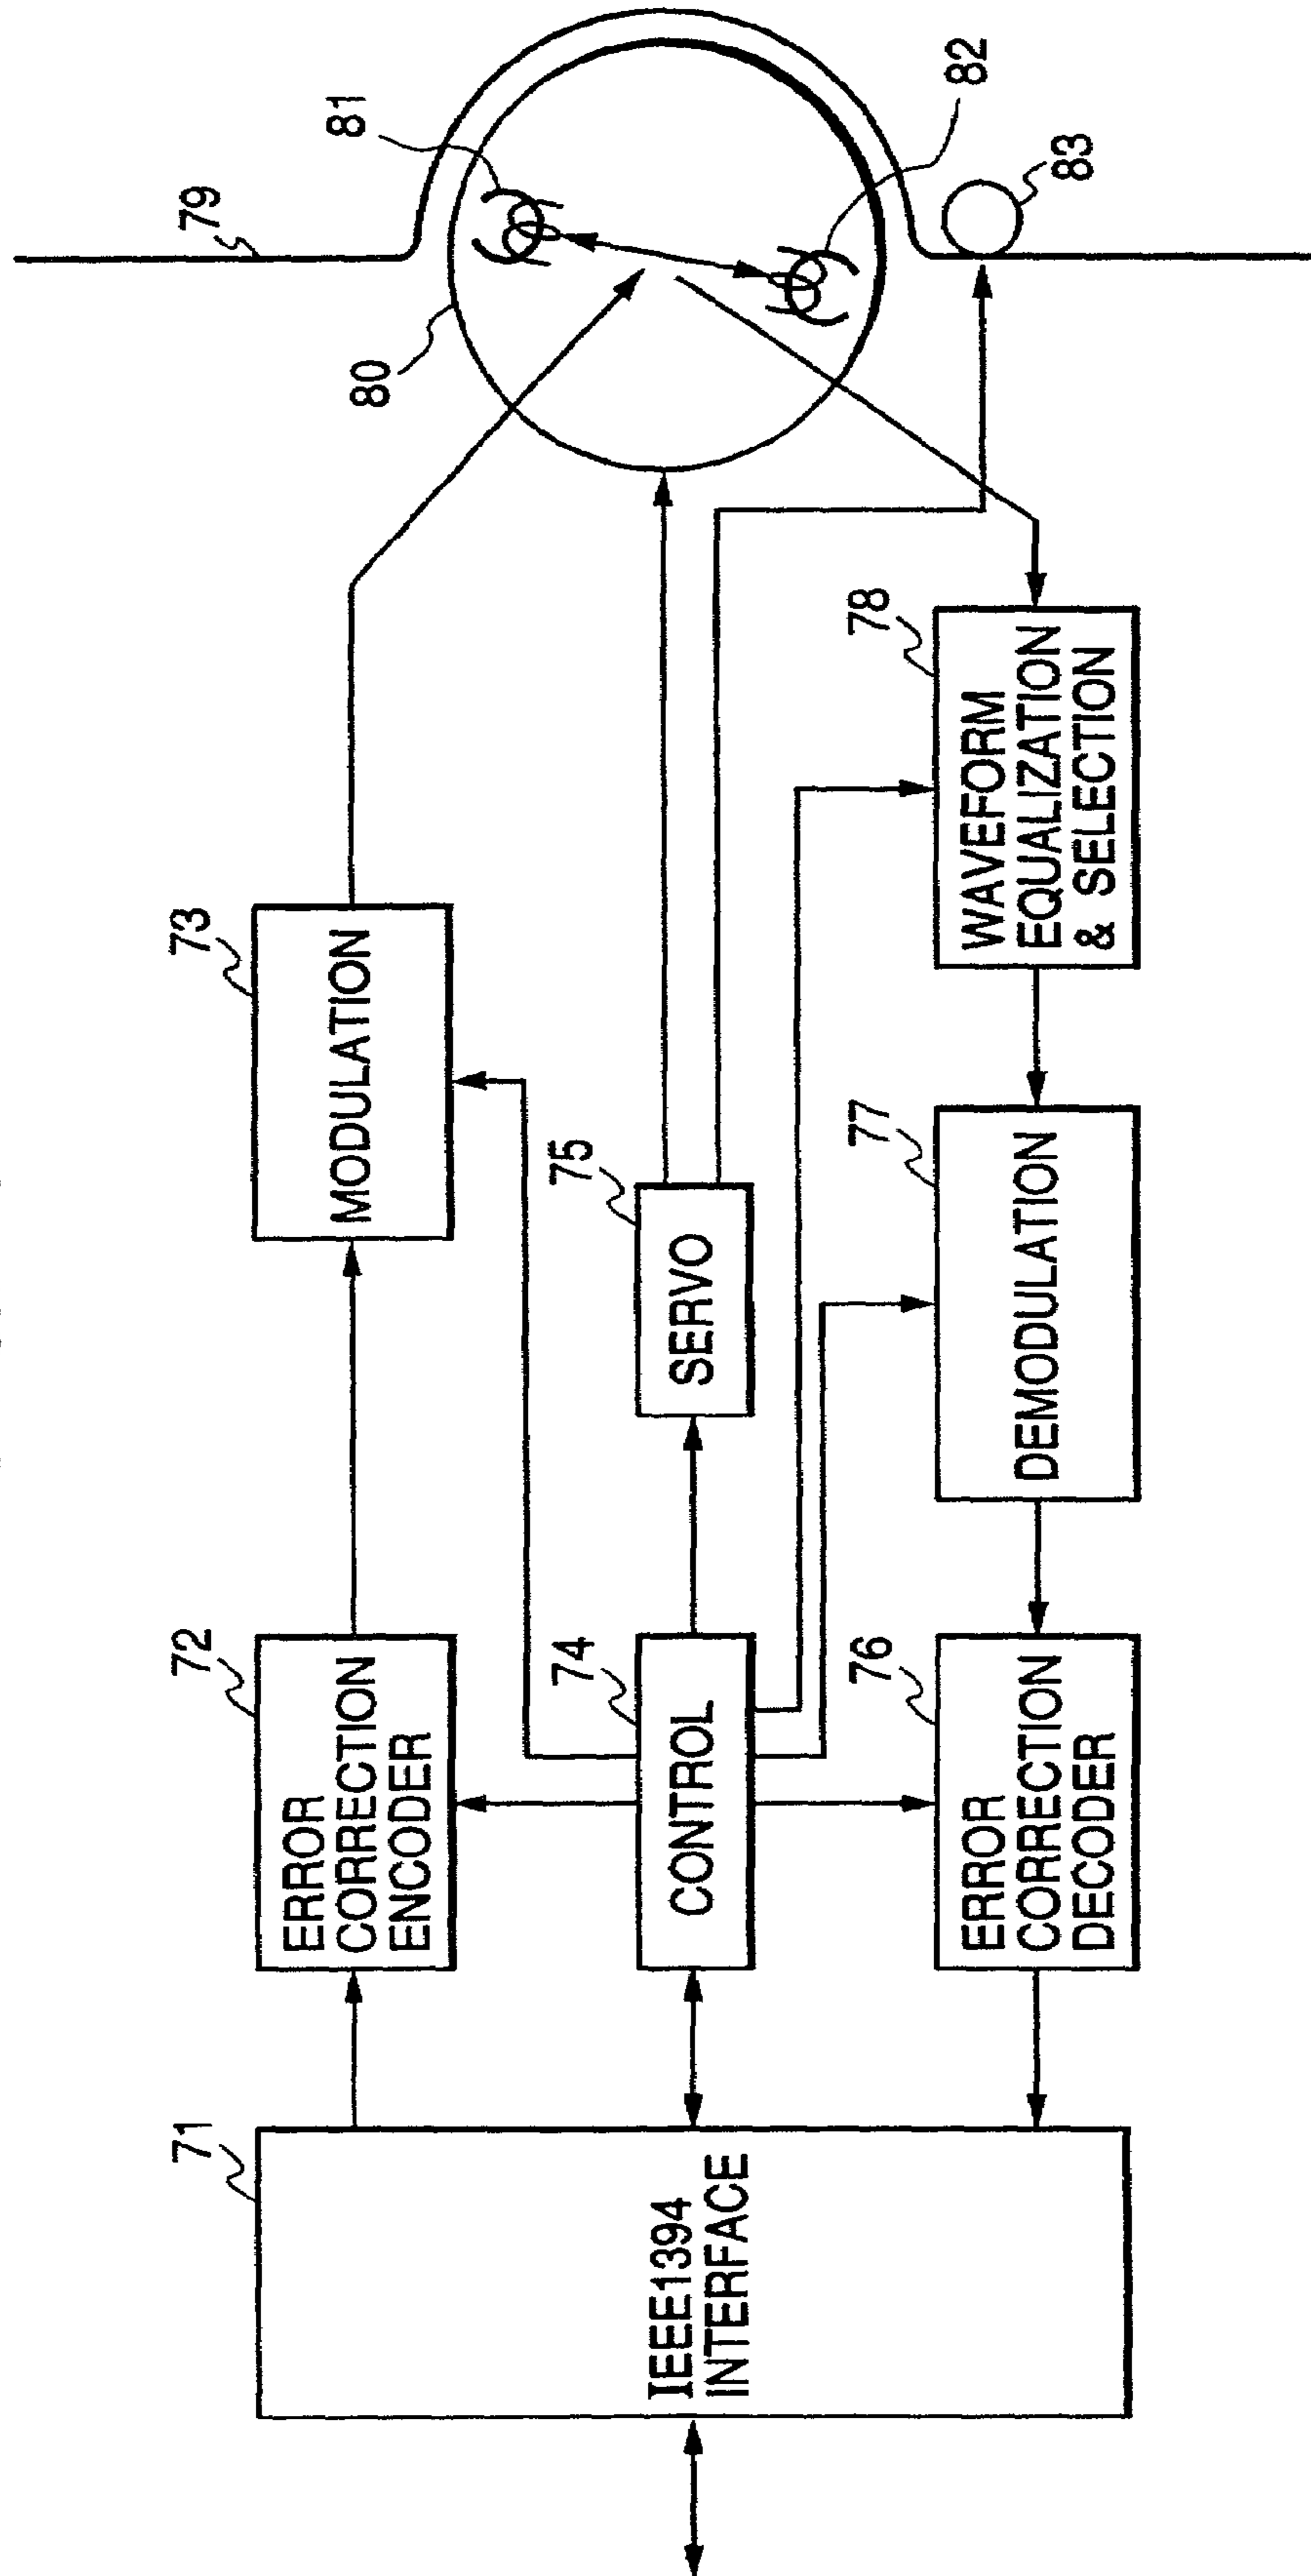 71
IEEE1394
INTERFACE
72
ERROR
CORRECTION
ENCODER
73
MODULATION
74
CONTROL
75
SERVO
76
ERROR
CORRECTION
DECODER
77
DEMODULATION
78
WAVEFORM
EQUALIZATION
& SELECTION
79
80
81
82
83